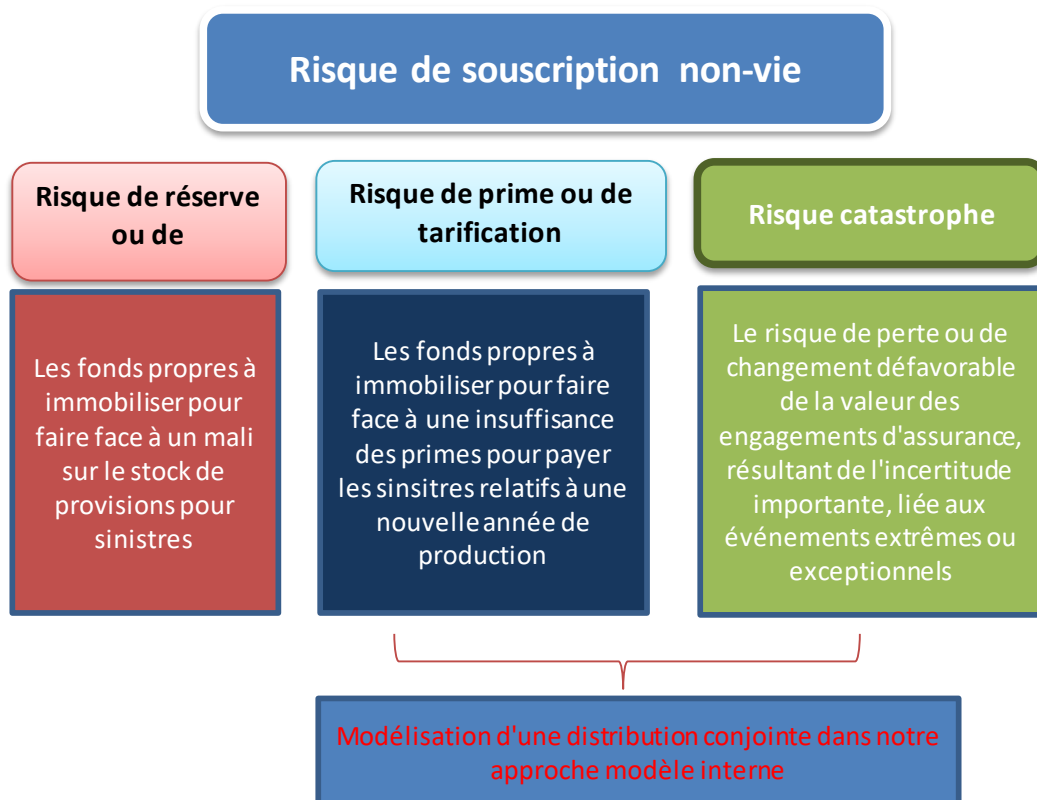 Risque de souscription non-vie
Risque de réserve
ou de
Les fonds propres à
immobiliser pour
faire face à un mali
sur le stock de
provisions pour
sinistres
Risque de prime ou de
tarification
Les fonds propres à
immobiliser pour faire
face à une insuffisance
des primes pour payer
les sinsitres relatifs à une
nouvelle année de
production
Risque catastrophe
Le risque de perte ou de
changement défavorable
de la valeur des
engagements d'assurance,
résultant de l'incertitude
importante, liée aux
événements extrêmes ou
exceptionnels
Modélisation d'une distribution conjointe dans notre
approche modèle interne